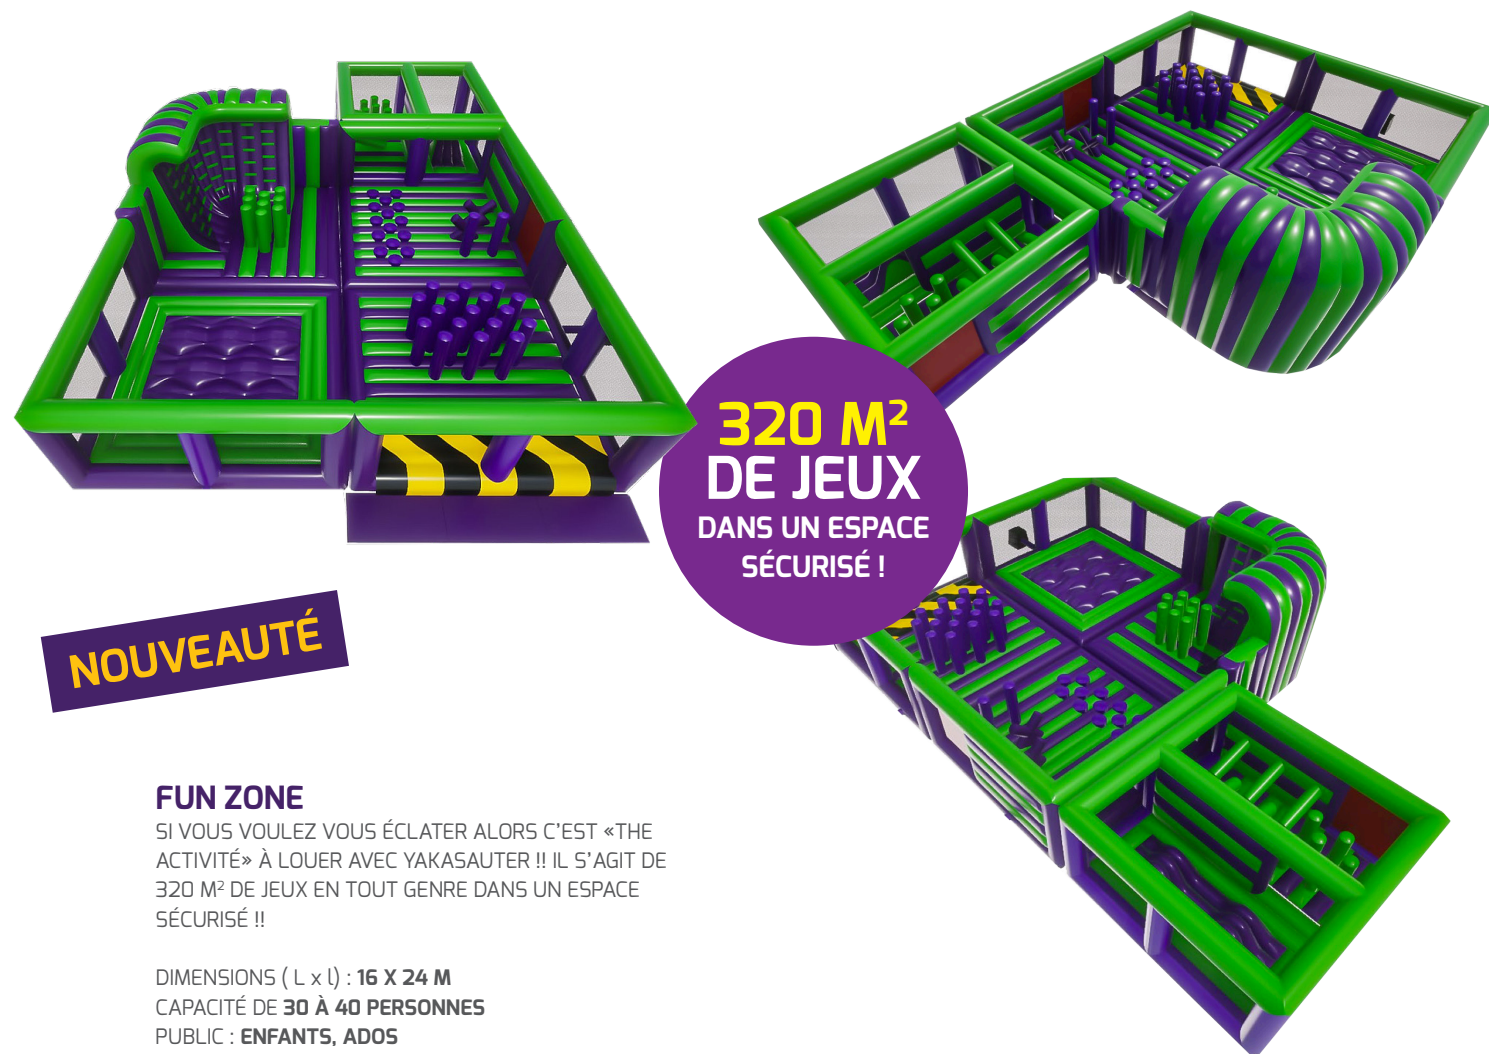 320 M²
DE JEUX
DANS UN ESPACE
SÉCURISÉ !
NOUVEAUTÉ
FUN ZONE
SI VOUS VOULEZ VOUS ÉCLATER ALORS C’EST «THE
ACTIVITÉ» À LOUER AVEC YAKASAUTER !! IL S’AGIT DE
320 M² DE JEUX EN TOUT GENRE DANS UN ESPACE
SÉCURISÉ !!
DIMENSIONS ( L x l) : 16 X 24 M
CAPACITÉ DE 30 À 40 PERSONNES
PUBLIC : ENFANTS, ADOS